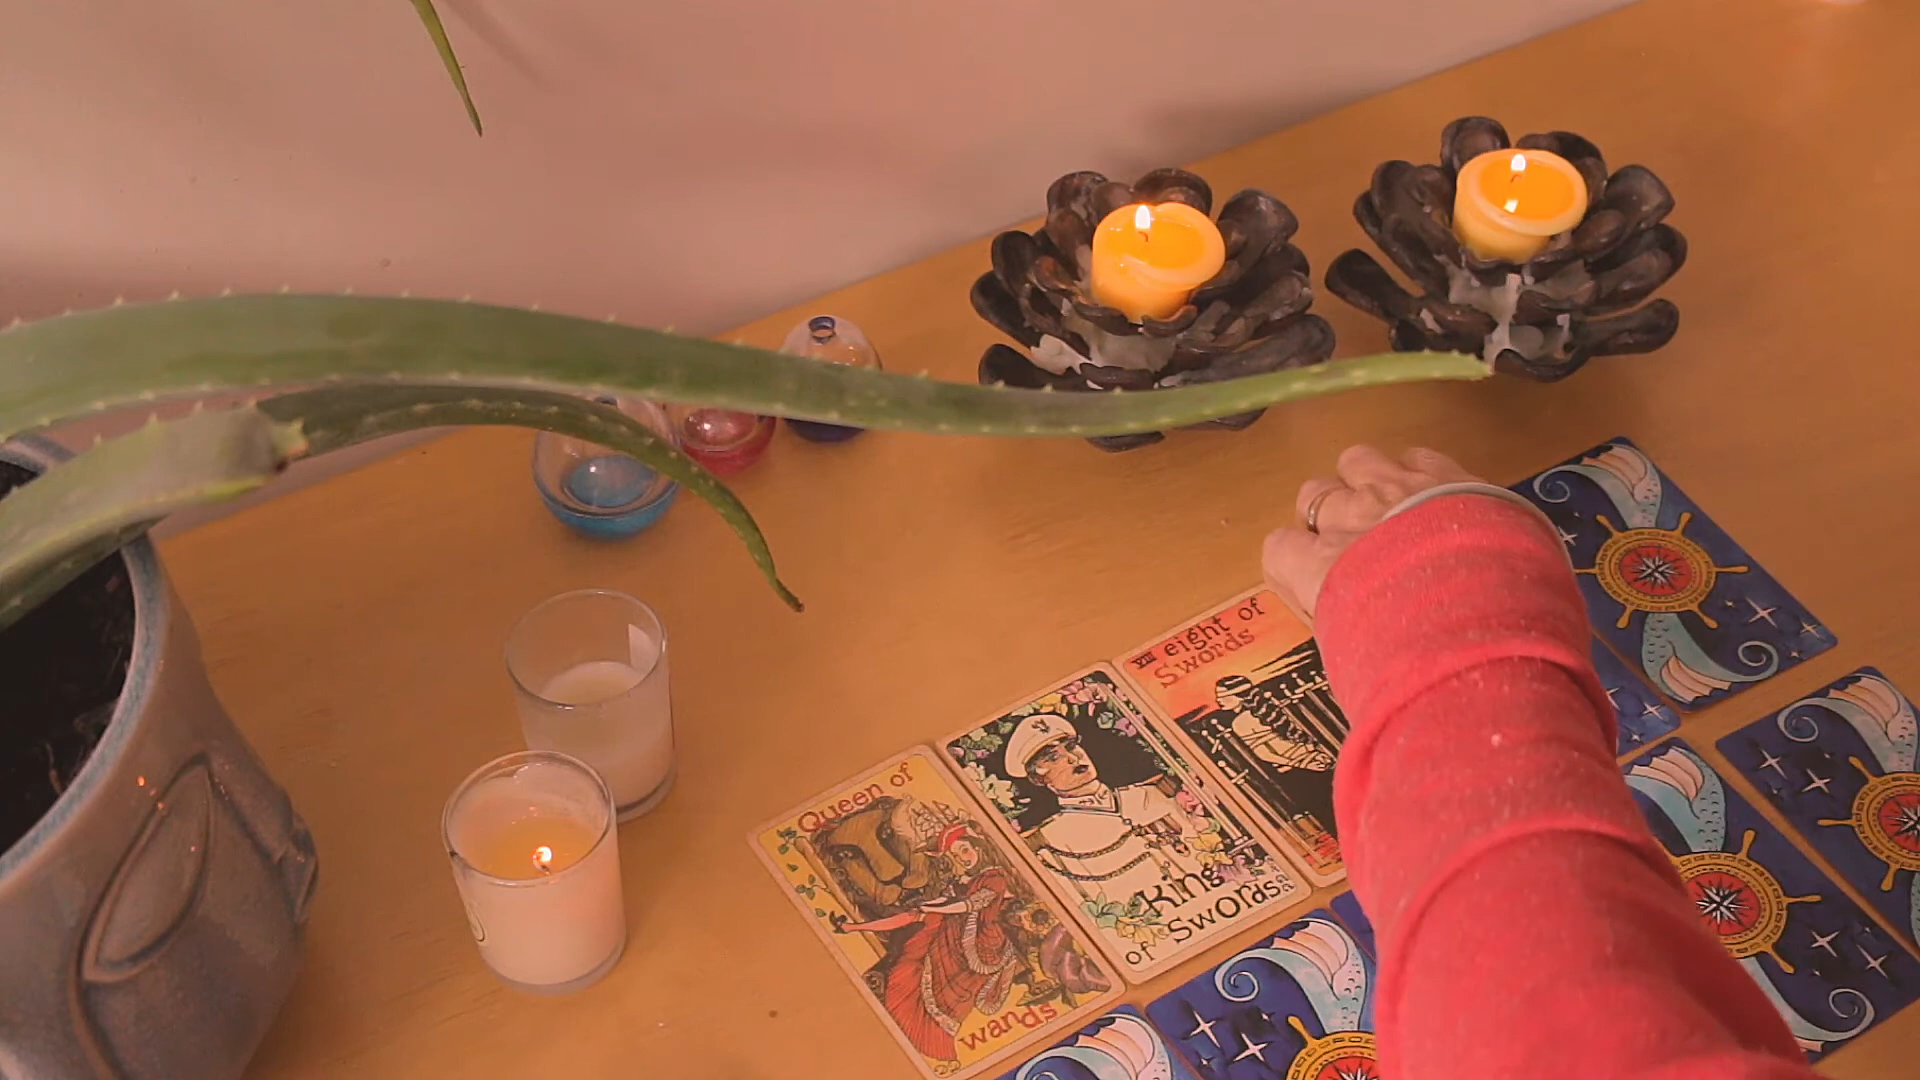 Queen of
wands
King
of Swords
VIII eight of
Swords